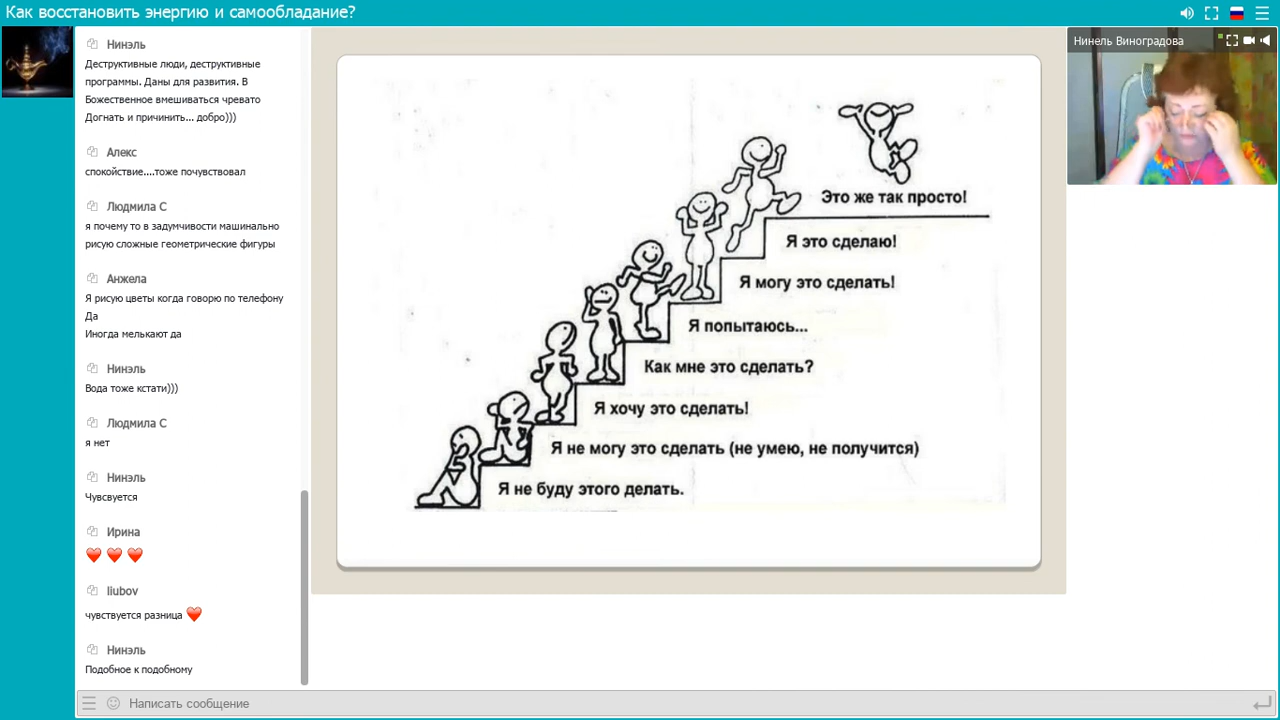 Как восстановить энергию и самообладание?
Нинэль
Деструктивные люди, деструктивные
программы. Даны для развития. В
Божественное вмешиваться чревато
Догнать и причинить... добро)))
Алекс
спокойствие....тоже почувствовал
Людмила С
я почему то в задумчивости машинально
рисую сложные геометрические фигуры
Анжела
Я рисую цветы когда говорю по телефону
Да
Иногда мелькают да
Нинэль
Вода тоже кстати)))
Людмила С
я нет
Нинэль
Чувсвуется
Ирина
❤️ ❤️ ❤️
liubov
чувствуется разница ❤️
Нинэль
Подобное к подобному
Написать сообщение
Это же так просто!
Я это сделаю!
Я могу это сделать!
Я попытаюсь...
Как мне это сделать?
Я хочу это сделать!
Я не могу это сделать (не умею, не получится)
Я не буду этого делать.
Нинель Виноградова